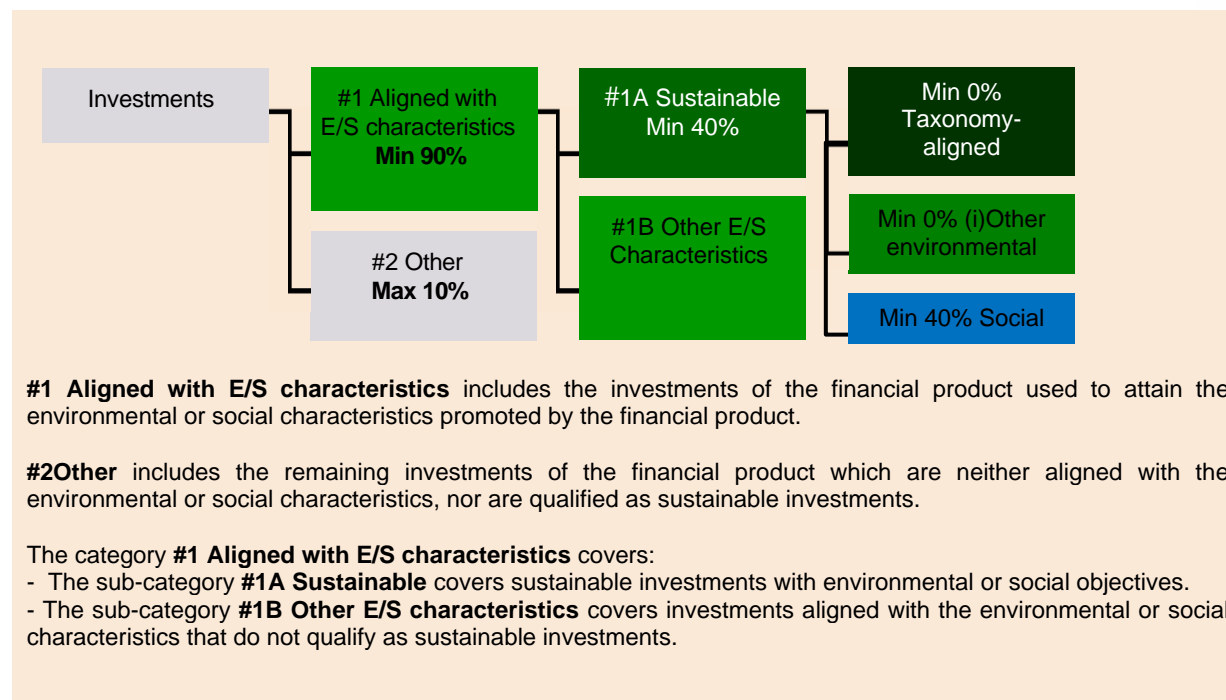 Investments
#1 Aligned with
E/S characteristics
Min 90%
#2 Other
Max 10%
#1A Sustainable
Min 40%
#1B Other E/S
Characteristics
Min 0%
Taxonomy-
aligned
Min 0% (i)Other
environmental
Min 40% Social
#1 Aligned with E/S characteristics includes the investments of the financial product used to attain the
environmental or social characteristics promoted by the financial product.
#2Other includes the remaining investments of the financial product which are neither aligned with the
environmental or social characteristics, nor are qualified as sustainable investments.
The category #1 Aligned with E/S characteristics covers:
- The sub-category #1A Sustainable covers sustainable investments with environmental or social objectives.
- The sub-category #1B Other E/S characteristics covers investments aligned with the environmental or social
characteristics that do not qualify as sustainable investments.